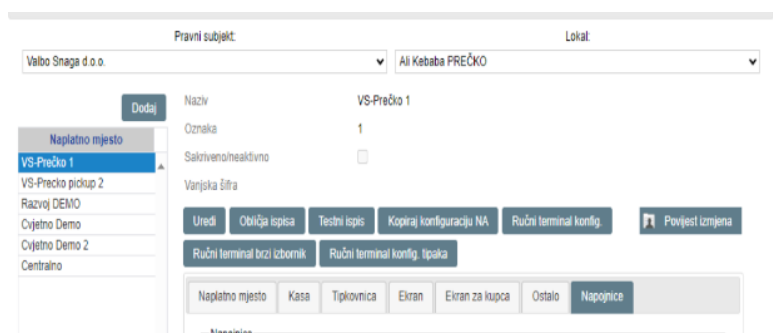 Pravni subjekt: Lokal:
Valbo Snaga d.o.o. Ali Kebaba PREČKO
Dodaj
Naplatno mjesto
VS-Prečko 1
VS-Precko pickup 2
Razvoj DEMO
Cvjetno Demo
Cvjetno Demo 2
Centralno
Naziv VS-Prečko 1
Oznaka 1
Sakriveno/neaktivno
Vanjska šifra
Uredi Obličja ispisa Testni ispis Kopiraj konfiguraciju NA Ručni terminal konfig. Povijest izmjena
Ručni terminal brzi izbornik Ručni terminal konfig. tipaka
Naplatno mjesto Kasa Tipkovnica Ekran Ekran za kupca Ostalo Napojnice
Napojnice